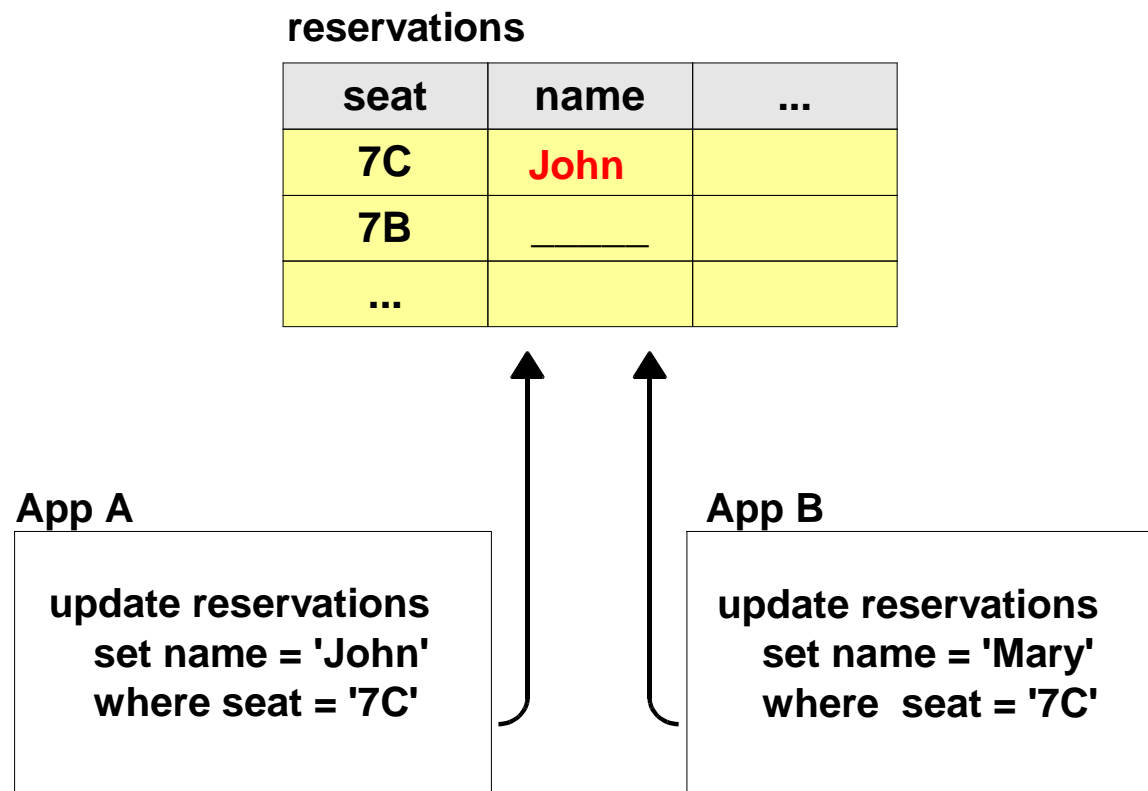 reservations
seat name ...
7C John
7B _____
...
App A
update reservations
set name = 'John'
where seat = '7C'
App B
update reservations
set name = 'Mary'
where  seat = '7C'